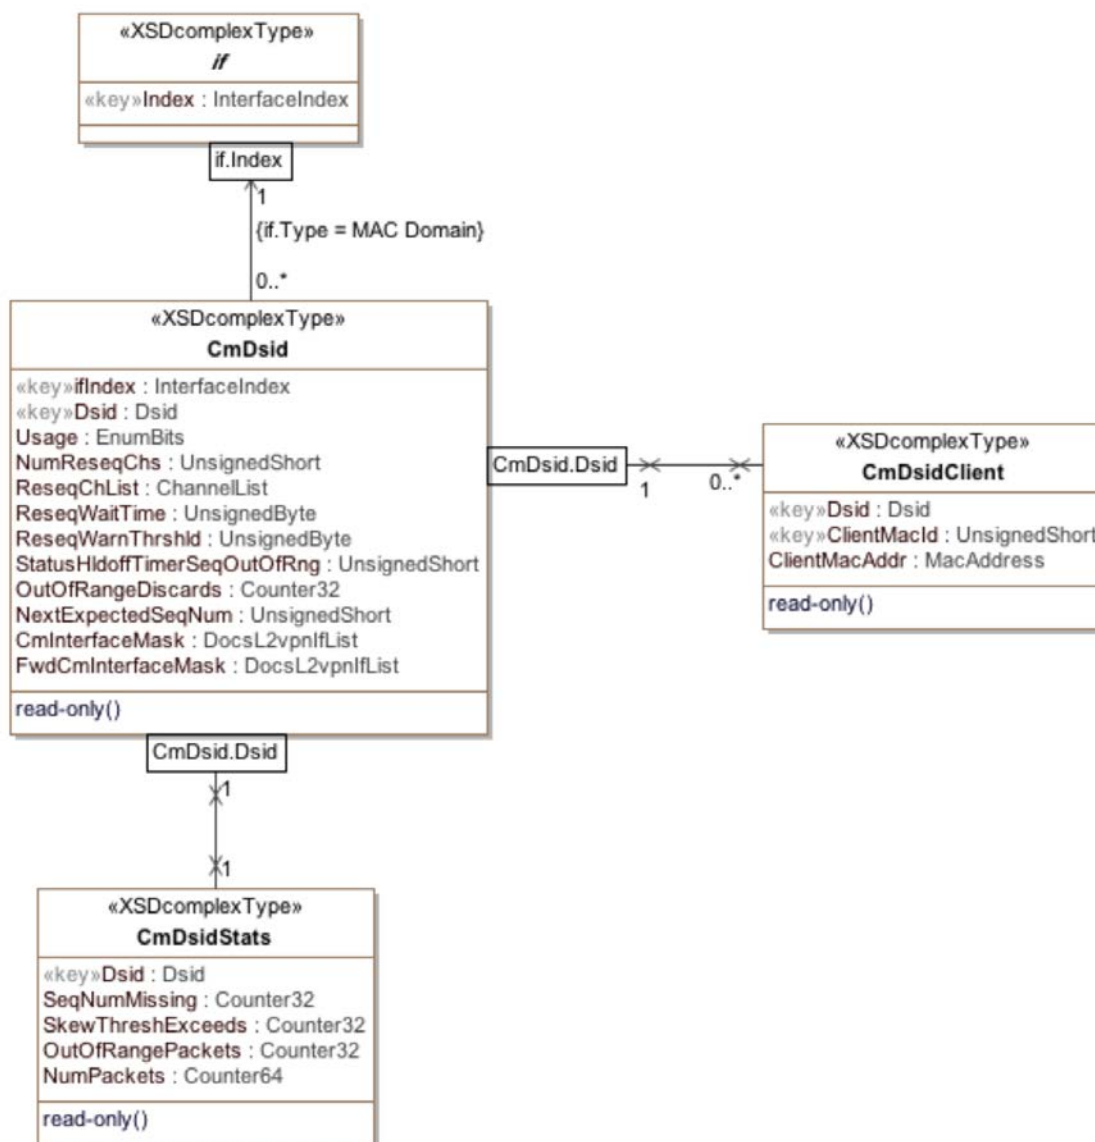 «XSDcomplexType»
if
«key»Index : InterfaceIndex
if.Index
1
{if.Type = MAC Domain}
0..*
«XSDcomplexType»
CmDsid
«key»ifIndex : InterfaceIndex
«key»Dsid : Dsid
Usage : EnumBits
NumReseqChs : UnsignedShort
ReseqChList : ChannelList
ReseqWaitTime : UnsignedByte
ReseqWarnThrshld : UnsignedByte
StatusHldoffTimerSeqOutOfRng : UnsignedShort
OutOfRangeDiscards : Counter32
NextExpectedSeqNum : UnsignedShort
CmInterfaceMask : DocsL2vpnIfList
FwdCmInterfaceMask : DocsL2vpnIfList
read-only()
CmDsid.Dsid
1
0..*
«XSDcomplexType»
CmDsidClient
«key»Dsid : Dsid
«key»ClientMacId : UnsignedShort
ClientMacAddr : MacAddress
read-only()
CmDsid.Dsid
1
1
«XSDcomplexType»
CmDsidStats
«key»Dsid : Dsid
SeqNumMissing : Counter32
SkewThreshExceeds : Counter32
OutOfRangePackets : Counter32
NumPackets : Counter64
read-only()